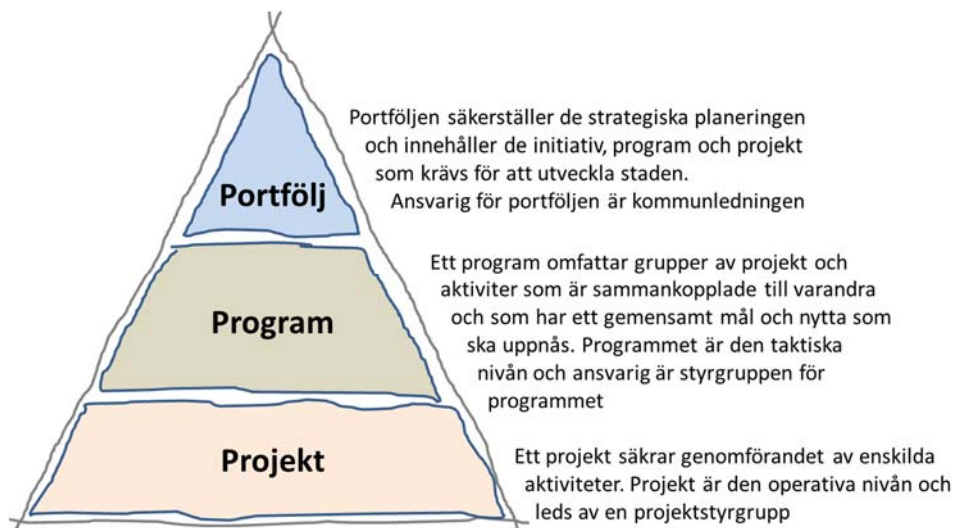 Portföljen säkerställer de strategiska planeringen
och innehåller de initiativ, program och projekt
som krävs för att utveckla staden.
Ansvarig för portföljen är kommunledningen
Portfölj
Ett program omfattar grupper av projekt och
aktiviter som är sammankopplade till varandra
och som har ett gemensamt mål och nytta som
ska uppnås. Programmet är den taktiska
nivån och ansvarig är styrgruppen för
programmet
Program
Ett projekt säkrar genomförandet av enskilda
aktiviteter. Projekt är den operativa nivån och
leds av en projektstyrgrupp
Projekt